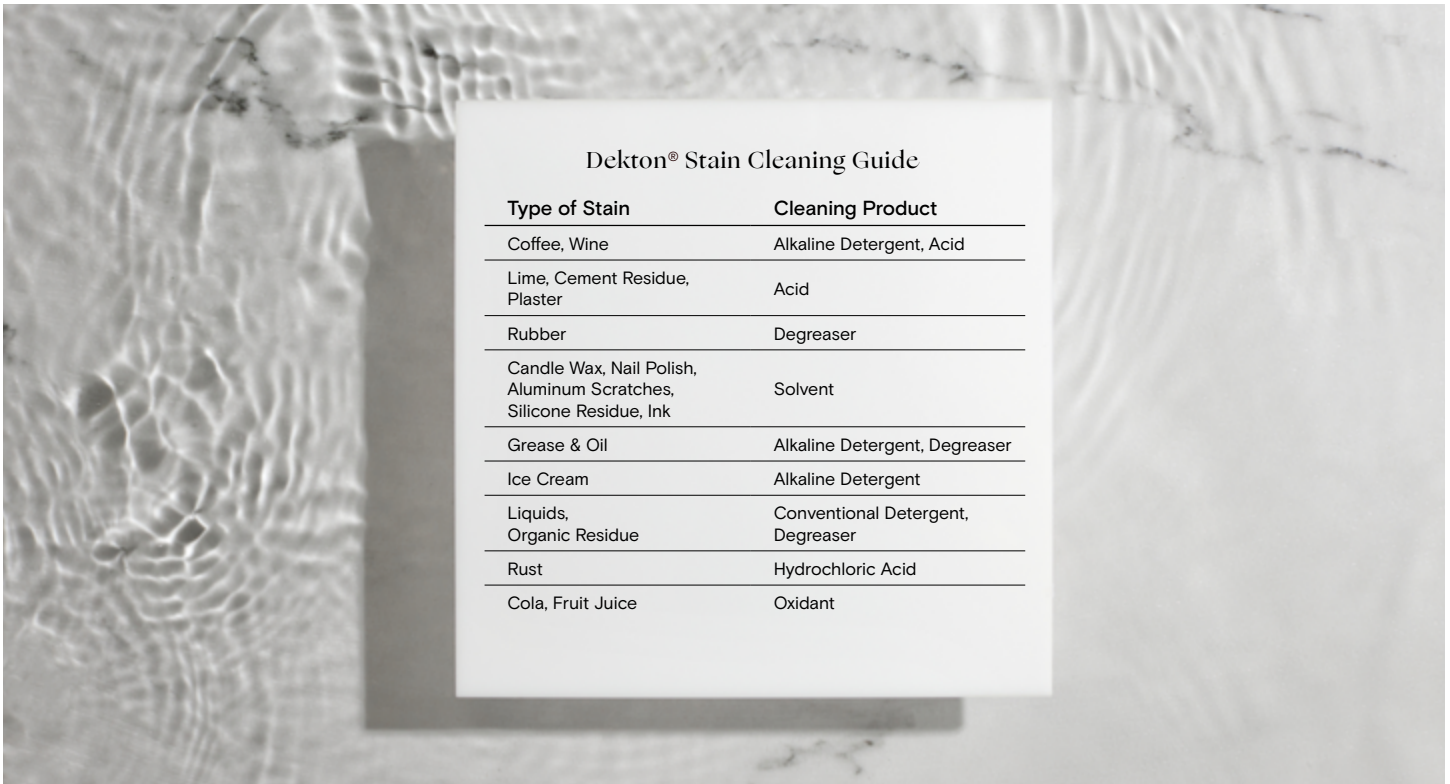 Dekton® Stain Cleaning Guide
Type of Stain Cleaning Product
Coffee, Wine Alkaline Detergent, Acid
Lime, Cement Residue,
Plaster
Acid
Rubber Degreaser
Candle Wax, Nail Polish,
Aluminum Scratches,
Silicone Residue, Ink
Solvent
Grease & Oil Alkaline Detergent, Degreaser
Ice Cream Alkaline Detergent
Liquids,
Organic Residue
Conventional Detergent,
Degreaser
Rust Hydrochloric Acid
Cola, Fruit Juice Oxidant